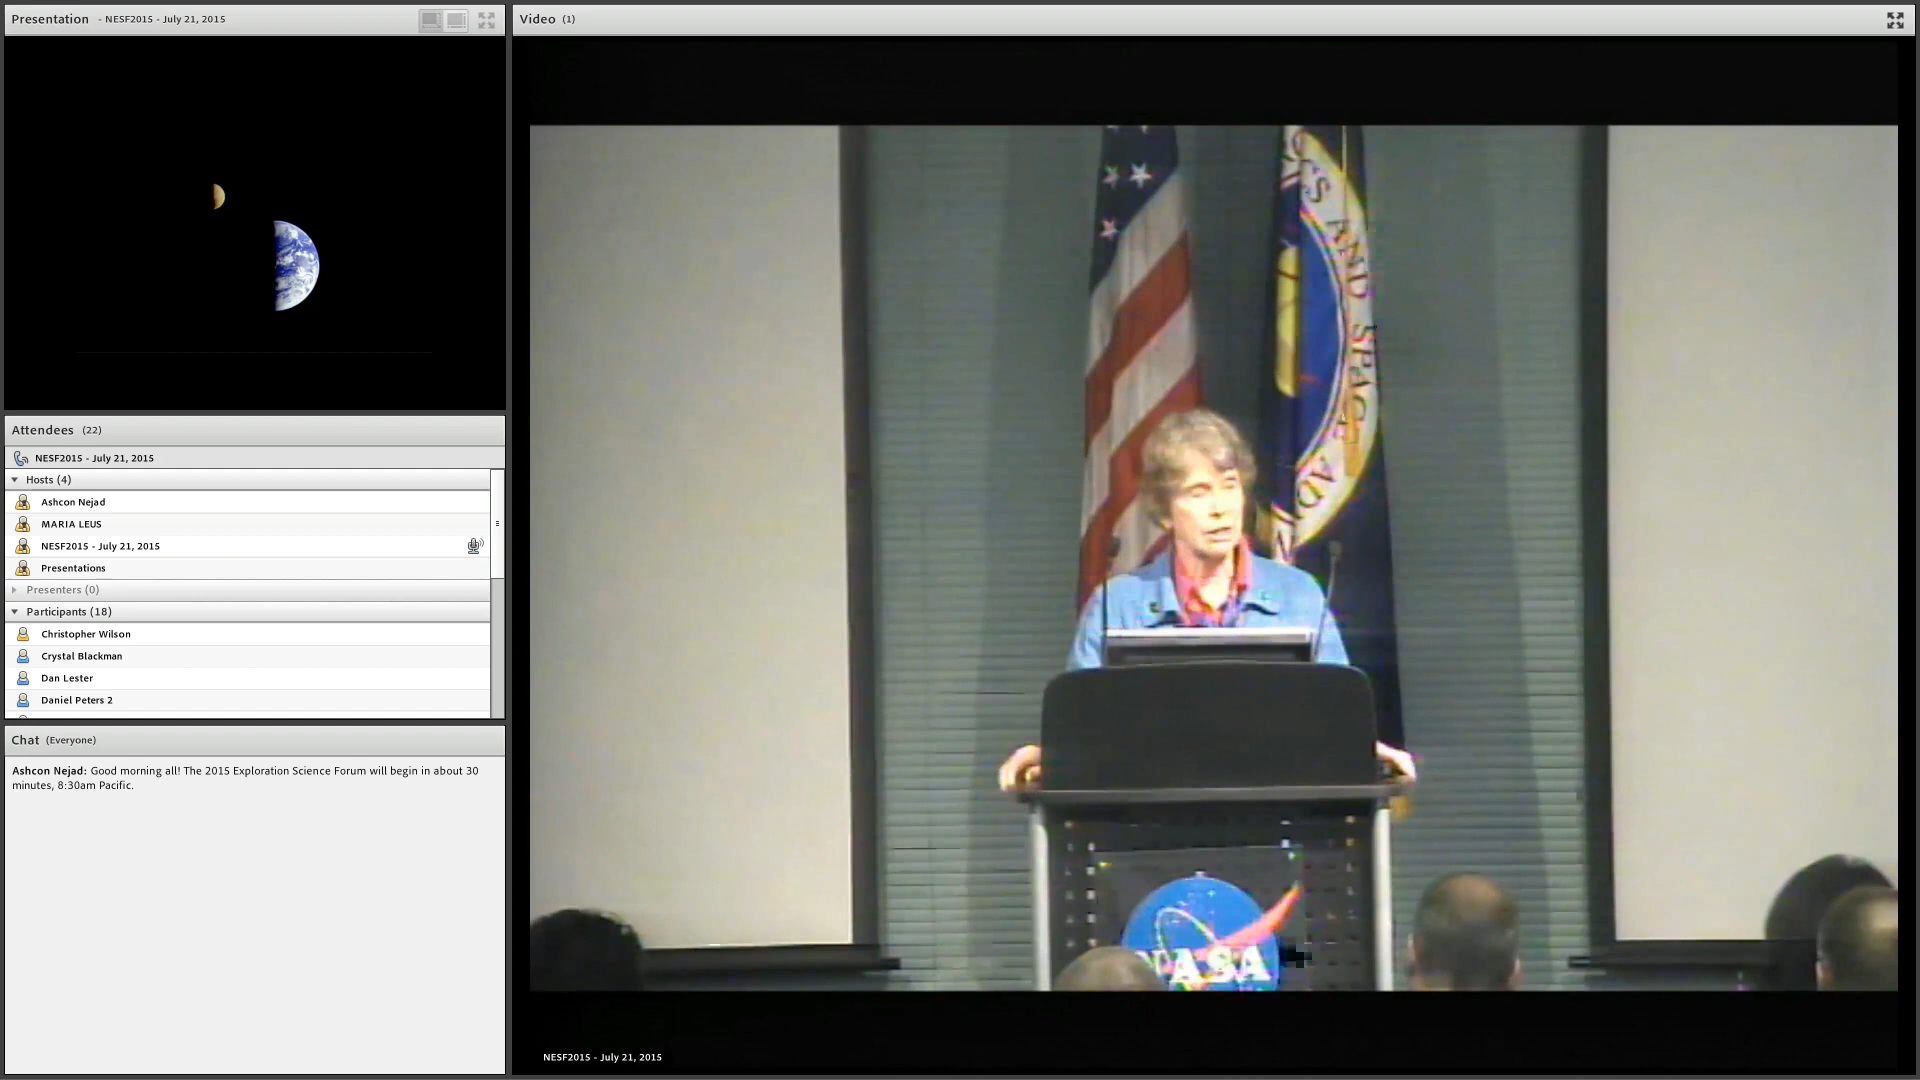 Presentation - NESF2015 - July 21, 2015
Video (1)
Attendees (22)
NESF2015 - July 21, 2015
Hosts (4)
Ashcon Nejad
MARIA LEUS
NESF2015 - July 21, 2015
Presentations
Presenters (0)
Participants (18)
Christopher Wilson
Crystal Blackman
Dan Lester
Daniel Peters 2
Chat (Everyone)
Ashcon Nejad: Good morning all! The 2015 Exploration Science Forum will begin in about 30
minutes, 8:30am Pacific.
S AND SPACE AD
NASA
NESF2015 - July 21, 2015